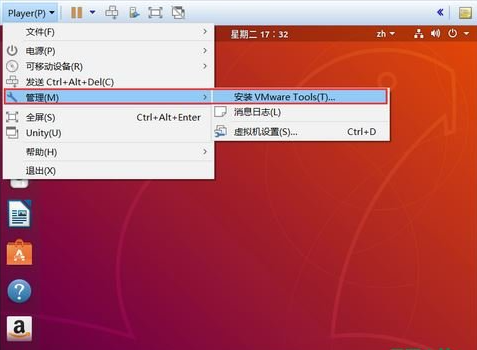 Player(P)
星期二 17：32
zh
文件(F)
电源(P)
可移动设备(R)
发送 Ctrl+Alt+Del(C)
管理(M)
安装 VMware Tools(T)...
消息日志(L)
全屏(S) Ctrl+Alt+Enter
虚拟机设置(S)... Ctrl+D
Unity(U)
帮助(H)
退出(X)